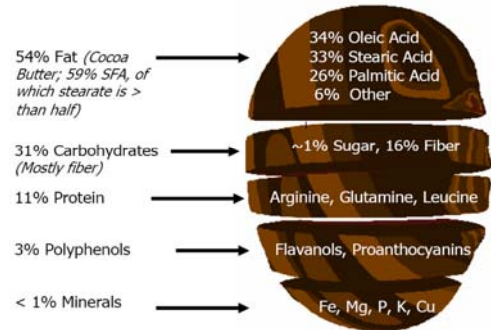 34% Oleic Acid
33% Stearic Acid
26% Palmitic Acid
6% Other
54% Fat (Cocoa
Butter; 59% SFA, of
which stearate is >
than half)
~1% Sugar, 16% Fiber
31% Carbohydrates
(Mostly fiber)
11% Protein
Arginine, Glutamine, Leucine
3% Polyphenols
Flavanols, Proanthocyanins
< 1% Minerals
Fe, Mg, P, K, Cu